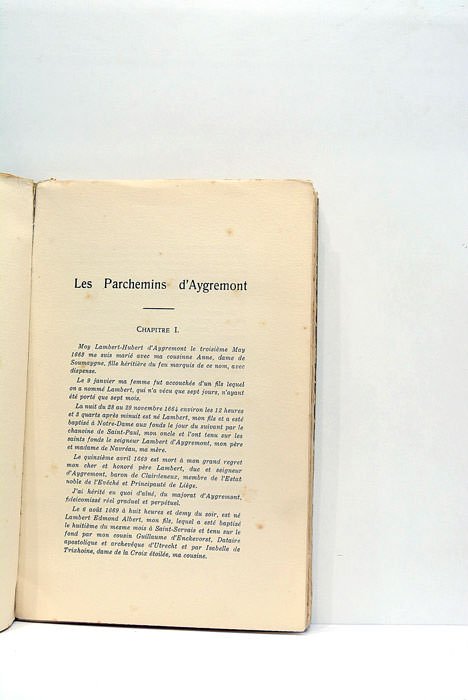 Les Parchemins d'Aygremont
CHAPITRE I.
Moy Lambert-Hubert d'Aygremont le troisième May
1663 me suis marié avec ma cousinne Anne, dame de
Soumaygne, fille héritière du feu marquis de ce nom, avec
dispense.
Le 9 janvier ma femme fut accouchée d'un fils lequel
on a nommé Lambert, qui n'a vécu que sept jours, n'ayant
été porté que sept mois.
La nuit du 28 au 29 novembre 1664 environ les 12 heures
et 3 quarts après minuit est né Lambert, mon fils et a esté
baptisé à Notre-Dame aux fonds le jour du suivant par le
chanoine de Saint-Paul, mon oncle et l'ont tenu sur les
saints fonds le seigneur Lambert d'Aygremont, mon père
et madame de Navréau, ma mère.
Le quinzième avril 1669 est mort à mon grand regret
mon cher et honoré père Lambert, duc et seigneur
d'Aygremont, baron de Clairdeneux, membre de l'Estat
noble de l'Evêché et Principauté de Liége.
J'ai hérité en quoi d'aîné, du majorat d'Aygremont,
fideicomissé réel graduel et perpétuel.
Le 6 août 1669 à huit heures et demy du soir, est né
Lambert Edmond Albert, mon fils, lequel a esté baptisé
le huitième du mesme mois à Saint-Servais et tenu sur le
fond par mon cousin Guillaume d'Enckevorst, Dataire
apostolique et archevêque d'Utrecht et par Isabelle de
Trizhoine, dame de la Croix étoilée, ma cousine.